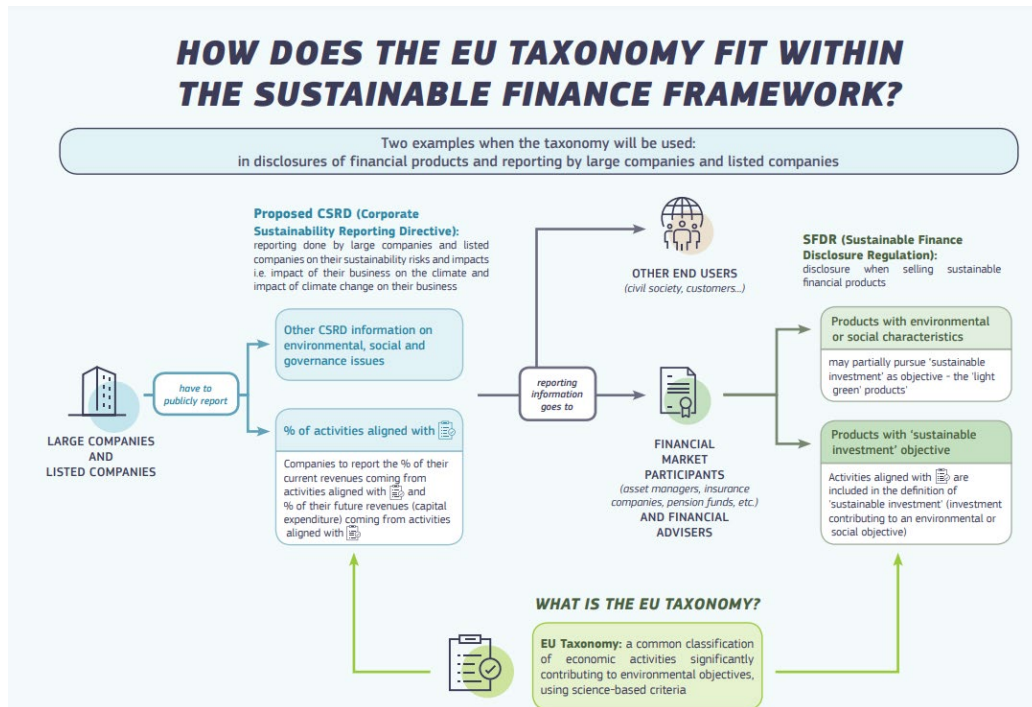 HOW DOES THE EU TAXONOMY FIT WITHIN
THE SUSTAINABLE FINANCE FRAMEWORK?
Two examples when the taxonomy will be used:
in disclosures of financial products and reporting by large companies and listed companies
Proposed CSRD (Corporate
Sustainability Reporting Directive):
reporting done by large companies and listed
companies on their sustainability risks and impacts
i.e. impact of their business on the climate and
impact of climate change on their business
OTHER END USERS
(civil society, customers...)
SFDR (Sustainable Finance
Disclosure Regulation):
disclosure when selling sustainable
financial products
LARGE COMPANIES
AND
LISTED COMPANIES
have to
publicly report
Other CSRD information on
environmental, social and
governance issues
% of activities aligned with
Companies to report the % of their
current revenues coming from
activities aligned with and
% of their future revenues (capital
expenditure) coming from activities
aligned with
reporting
information
goes to
FINANCIAL
MARKET
PARTICIPANTS
(asset managers, insurance
companies, pension funds, etc.)
AND FINANCIAL
ADVISERS
Products with environmental
or social characteristics
may partially pursue 'sustainable
investment' as objective - the 'light
green' products'
Products with 'sustainable
investment' objective
Activities aligned with are
included in the definition of
'sustainable investment' (investment
contributing to an environmental or
social objective)
WHAT IS THE EU TAXONOMY?
EU Taxonomy: a common classification
of economic activities significantly
contributing to environmental objectives,
using science-based criteria